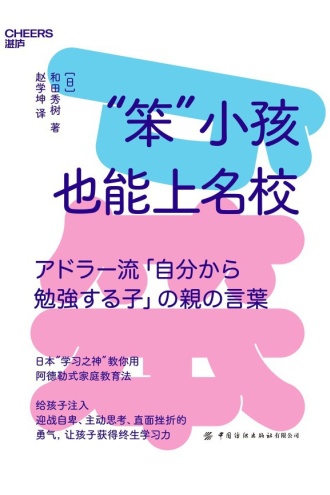 CHEERS
湛庐
[日]
和田秀树 著
赵学坤 译
“笨”小孩
也能上名校
アドラー流「自分から
勉強する子」の親の言葉
日本“学习之神”教你用
阿德勒式家庭教育法
给孩子注入
迎战自卑、主动思考、直面挫折的
勇气，让孩子获得终生学习力
中国纺织出版社有限公司